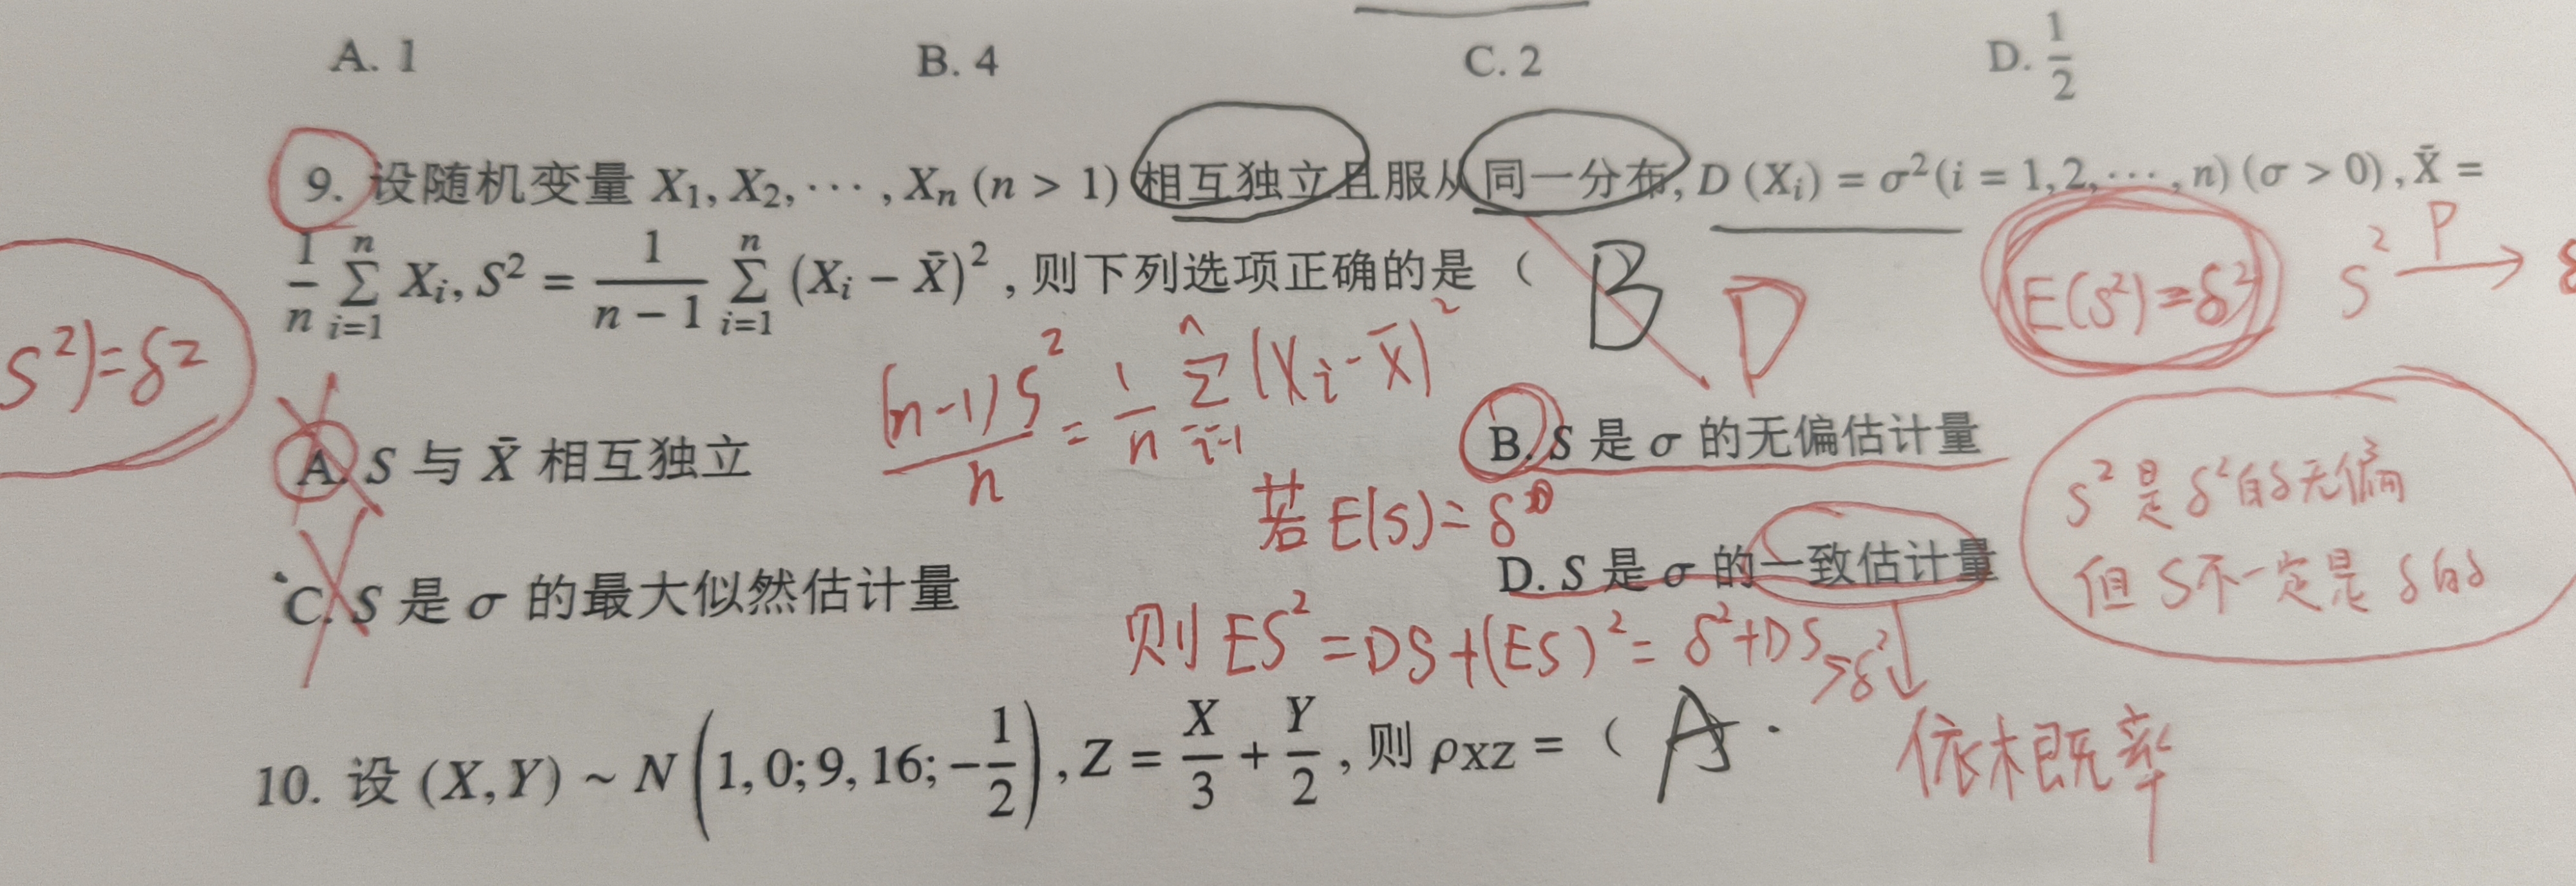 A. 1 B. 4 C. 2 D. 1/2
9. 设随机变量 X₁, X₂, ⋯ , Xₙ (n > 1) 相互独立且服从同一分布, D (Xᵢ) = σ²(i = 1,2,⋯ , n) (σ > 0) , X̄ =
1/n ∑ᵢ₌₁ⁿ Xᵢ, S² = 1/(n − 1) ∑ᵢ₌₁ⁿ (Xᵢ − X̄)² , 则下列选项正确的是 (
B D
E(S²)=δ² S² P→ δ
S²)=δ²
(n-1)S²/n = 1/n ∑ᵢ₌₁ⁿ (Xi-X̄)²
A. S 与 X̄ 相互独立 B. S 是 σ 的无偏估计量
若 E(S)=δ
S²是δ²的无偏
但 S不一定是 δ的
C. S 是 σ 的最大似然估计量 D. S 是 σ 的一致估计量
则 ES²=DS+(ES)²= δ²+DS >δ²
依概率
10. 设 (X, Y) ~ N (1, 0; 9, 16; −1/2) , Z = X/3 + Y/2 , 则 ρXZ = ( A .